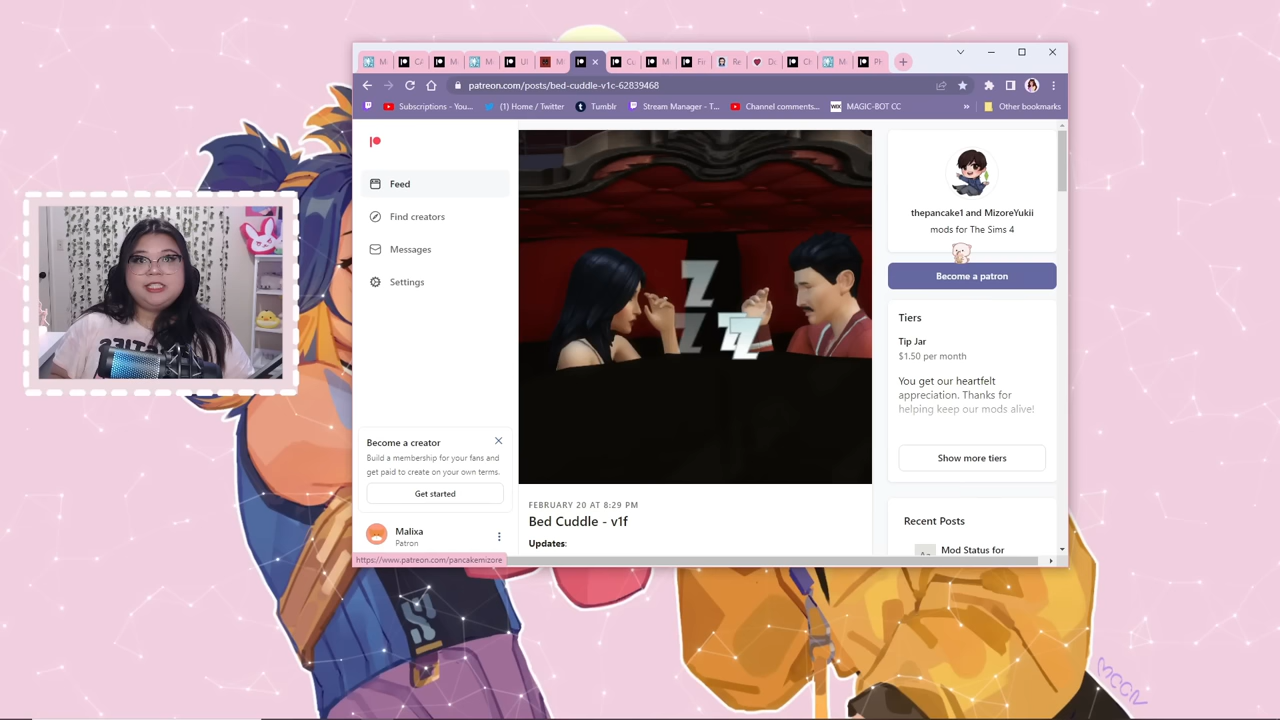 patreon.com/posts/bed-cuddle-v1c-62839468
Subscriptions - You...
(1) Home / Twitter
Tumblr
Stream Manager - T...
Channel comments...
WIX
MAGIC-BOT CC
»
Other bookmarks
Feed
Find creators
Messages
Settings
Become a creator
Build a membership for your fans and
get paid to create on your own terms.
Get started
Malixa
Patron
https://www.patreon.com/pancakemizore
Z
Z
Z
Z
FEBRUARY 20 AT 8:29 PM
Bed Cuddle - v1f
Updates:
thepancake1 and MizoreYukii
mods for The Sims 4
Become a patron
Tiers
Tip Jar
$1.50 per month
You get our heartfelt
appreciation. Thanks for
helping keep our mods alive!
Show more tiers
Recent Posts
Mod Status for